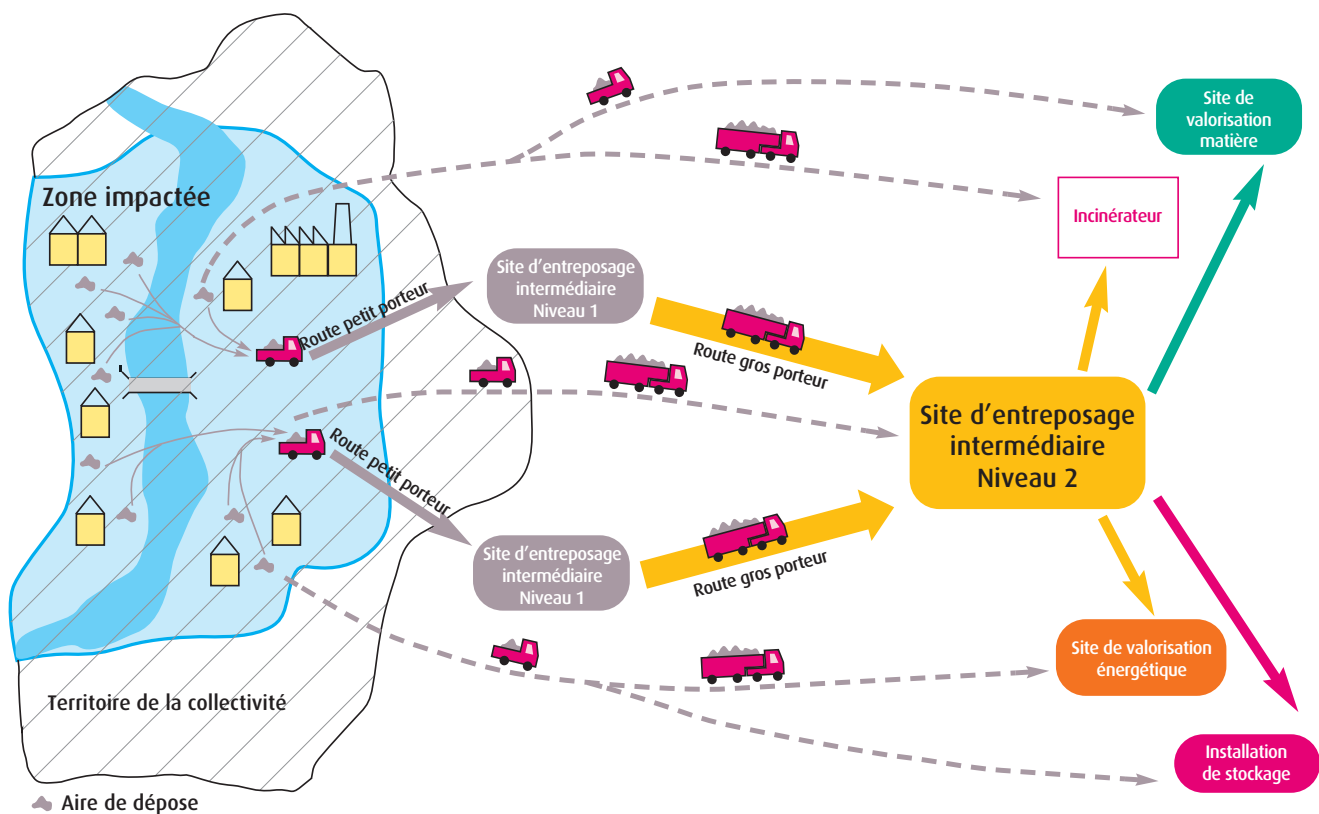 Site de
valorisation
matière
Zone impactée
Incinérateur
Site d'entreposage
intermédiaire
Niveau 1
Route petit porteur
Route gros porteur
Site d'entreposage
intermédiaire
Niveau 2
Route petit porteur
Site d'entreposage
intermédiaire
Niveau 1
Route gros porteur
Site de valorisation
énergétique
Territoire de la collectivité
Installation
de stockage
Aire de dépose